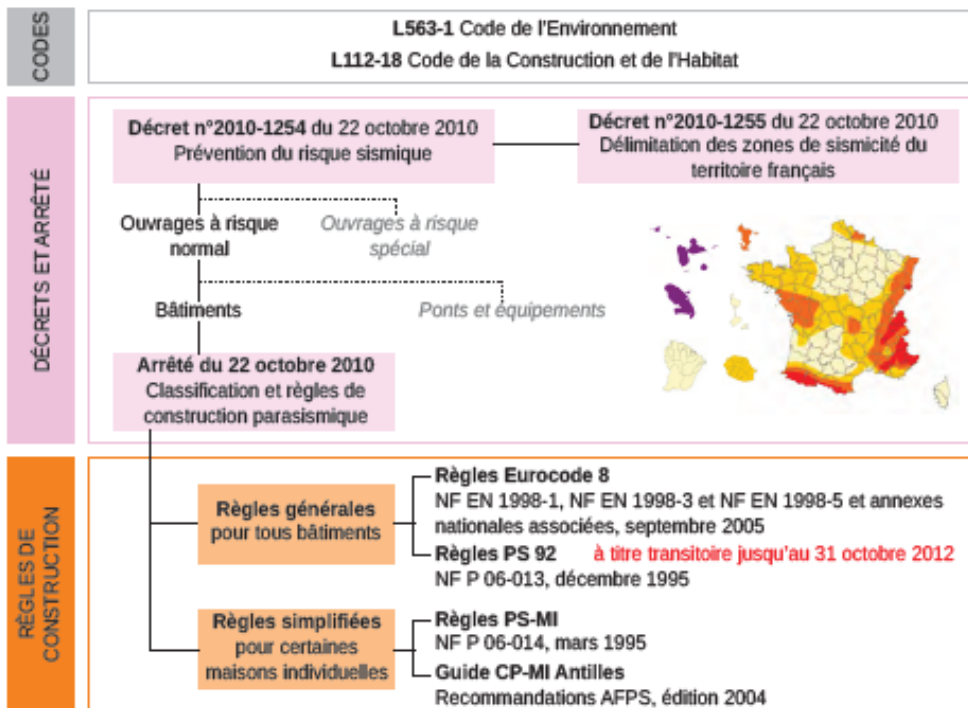 CODES
L563-1 Code de l'Environnement
L112-18 Code de la Construction et de l'Habitat
DÉCRETS ET ARRÊTÉ
Décret n°2010-1254 du 22 octobre 2010
Prévention du risque sismique
Décret n°2010-1255 du 22 octobre 2010
Délimitation des zones de sismicité du
territoire français
Ouvrages à risque
normal
Ouvrages à risque
spécial
Bâtiments
Ponts et équipements
Arrêté du 22 octobre 2010
Classification et règles de
construction parasismique
RÈGLES DE
CONSTRUCTION
Règles générales
pour tous bâtiments
Règles Eurocode 8
NF EN 1998-1, NF EN 1998-3 et NF EN 1998-5 et annexes
nationales associées, septembre 2005
Règles PS 92 à titre transitoire jusqu'au 31 octobre 2012
NF P 06-013, décembre 1995
Règles simplifiées
pour certaines
maisons individuelles
Règles PS-MI
NF P 06-014, mars 1995
Guide CP-MI Antilles
Recommandations AFPS, édition 2004